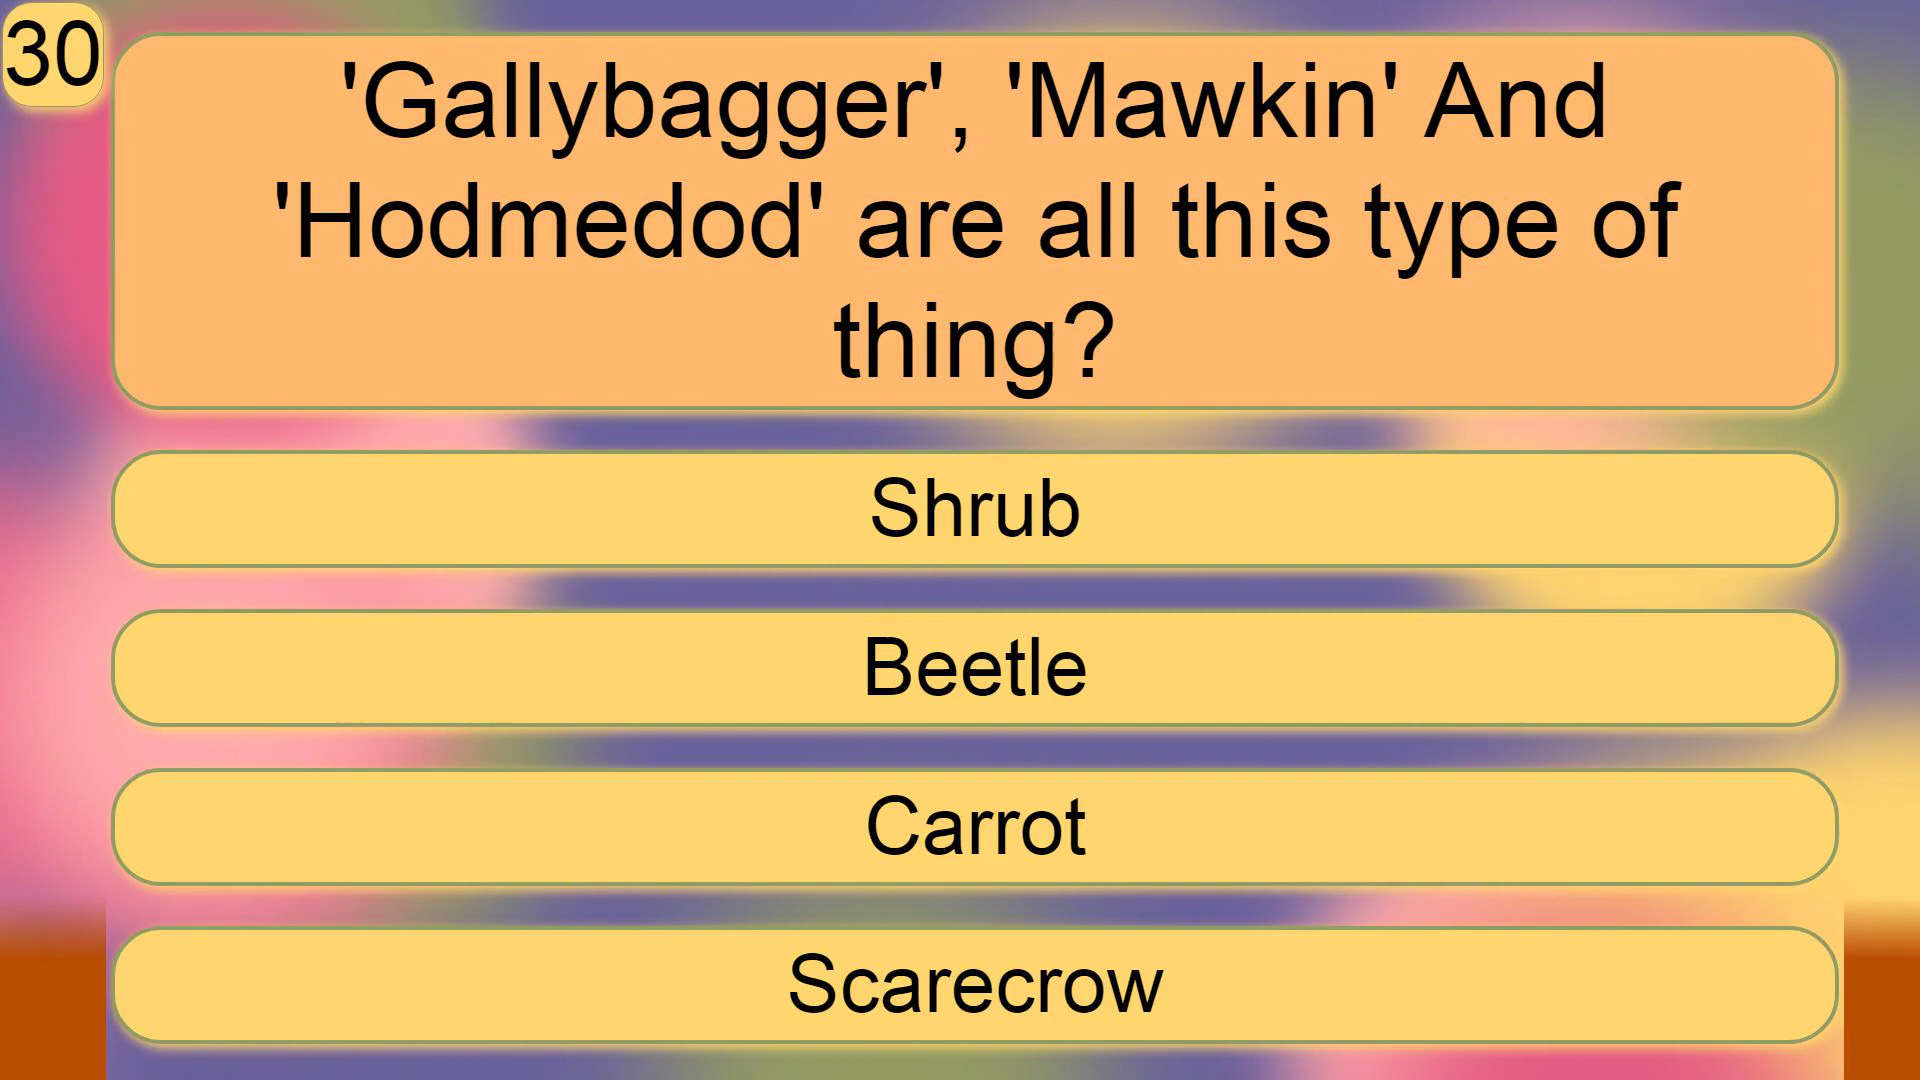 30
'Gallybagger', 'Mawkin' And
'Hodmedod' are all this type of
thing?
Shrub
Beetle
Carrot
Scarecrow